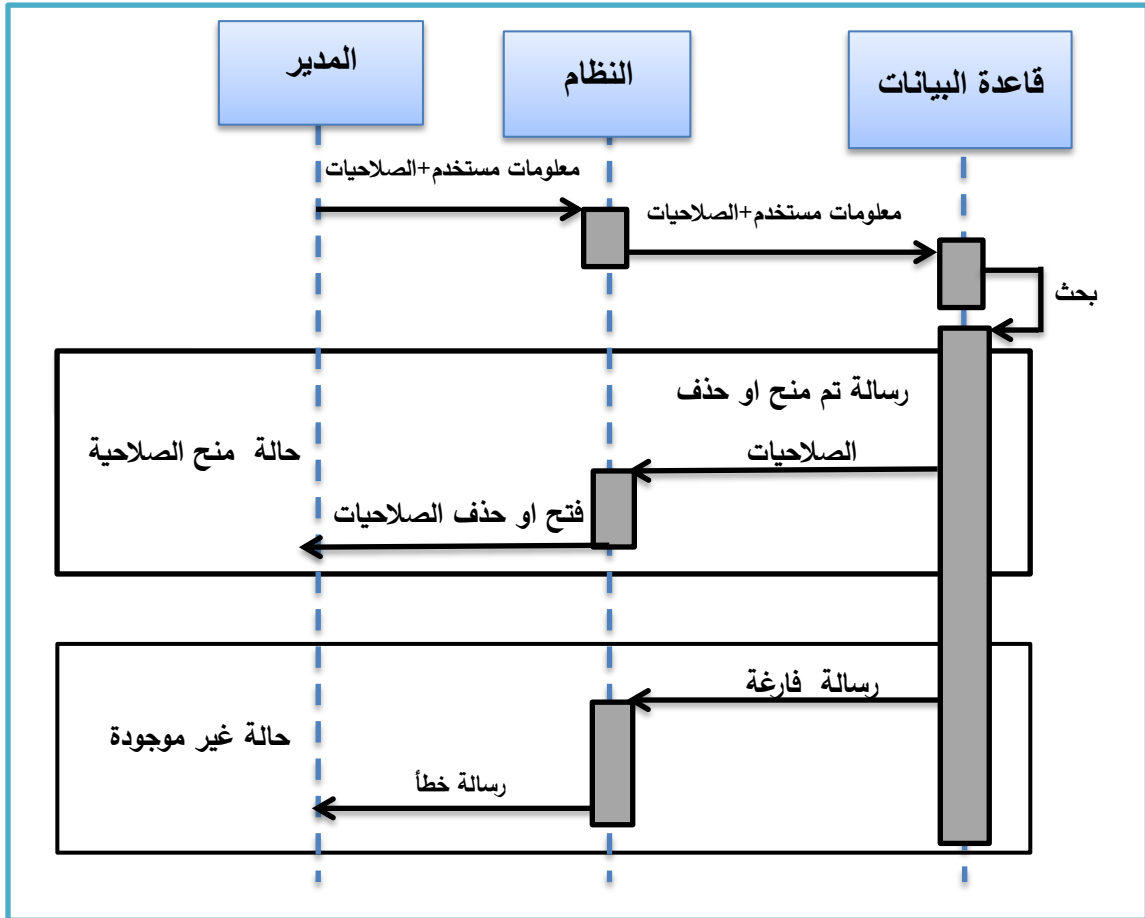 المدير
النظام
قاعدة البيانات
معلومات مستخدم+الصلاحيات
معلومات مستخدم+الصلاحيات
بحث
رسالة تم منح او حذف
الصلاحيات
حالة منح الصلاحية
فتح او حذف الصلاحيات
رسالة فارغة
حالة غير موجودة
رسالة خطأ